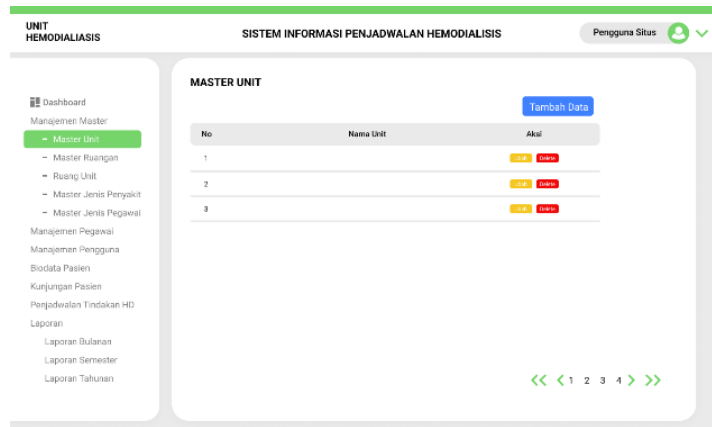 UNIT
HEMODIALIASIS
SISTEM INFORMASI PENJADWALAN HEMODIALISIS
Pengguna Situs
Dashboard
Manajemen Master
- Master Unit
- Master Ruangan
- Ruang Unit
- Master Jenis Penyakit
- Master Jenis Pegawai
Manajemen Pegawai
Manajemen Pengguna
Biodata Pasien
Kunjungan Pasien
Penjadwalan Tindakan HD
Laporan
Laporan Bulanan
Laporan Semester
Laporan Tahunan
MASTER UNIT
Tambah Data
No Nama Unit Aksi
1 Delete
2 Delete
3 Delete
<< < 1 2 3 4 > >>